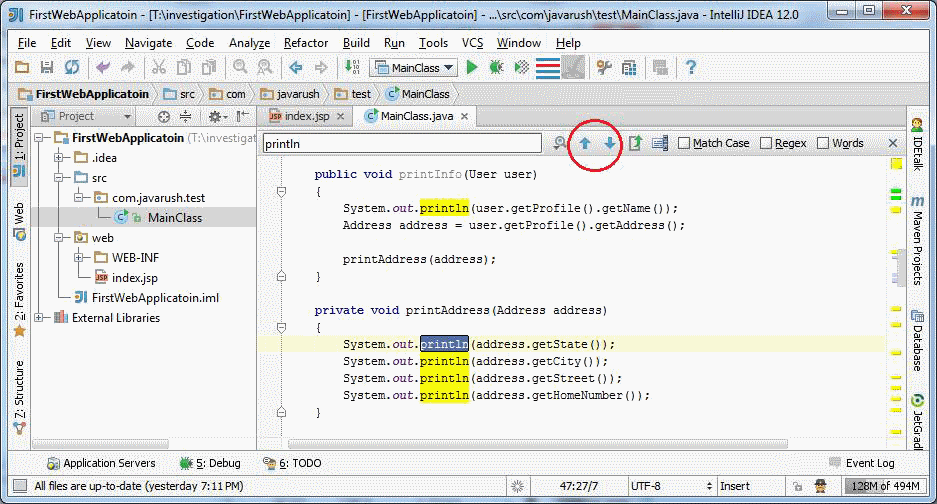 FirstWebApplicatoin - [T:\investigation\FirstWebApplicatoin] - [FirstWebApplicatoin] - ...\src\com\javarush\test\MainClass.java - IntelliJ IDEA 12.0
File Edit View Navigate Code Analyze Refactor Build Run Tools VCS Window Help
MainClass
FirstWebApplicatoin src com javarush test MainClass
1: Project
Web
2: Favorites
Z: Structure
Project
FirstWebApplicatoin (T:\investigat
.idea
src
com.javarush.test
MainClass
web
WEB-INF
index.jsp
FirstWebApplicatoin.iml
External Libraries
index.jsp MainClass.java
println Match Case Regex Words
public void printInfo(User user)
{
System.out.println(user.getProfile().getName());
Address address = user.getProfile().getAddress();
printAddress(address);
}
private void printAddress(Address address)
{
System.out.println(address.getState());
System.out.println(address.getCity());
System.out.println(address.getStreet());
System.out.println(address.getHomeNumber());
}
IDEtalk
Maven Projects
Database
JetGrad
Application Servers 5: Debug 6: TODO Event Log
All files are up-to-date (yesterday 7:11 PM) 47:27/7 UTF-8 Insert 128M of 494M